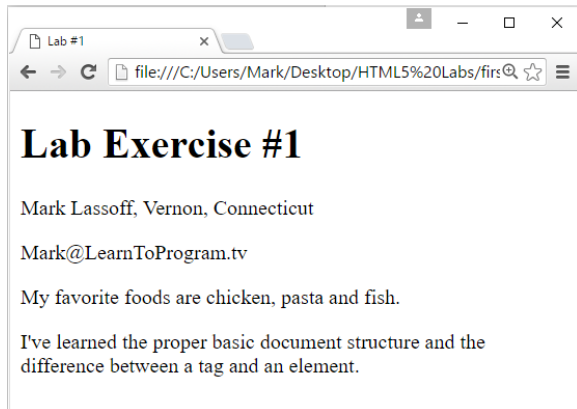 Lab #1
file:///C:/Users/Mark/Desktop/HTML5%20Labs/firs
Lab Exercise #1
Mark Lassoff, Vernon, Connecticut
Mark@LearnToProgram.tv
My favorite foods are chicken, pasta and fish.
I've learned the proper basic document structure and the
difference between a tag and an element.